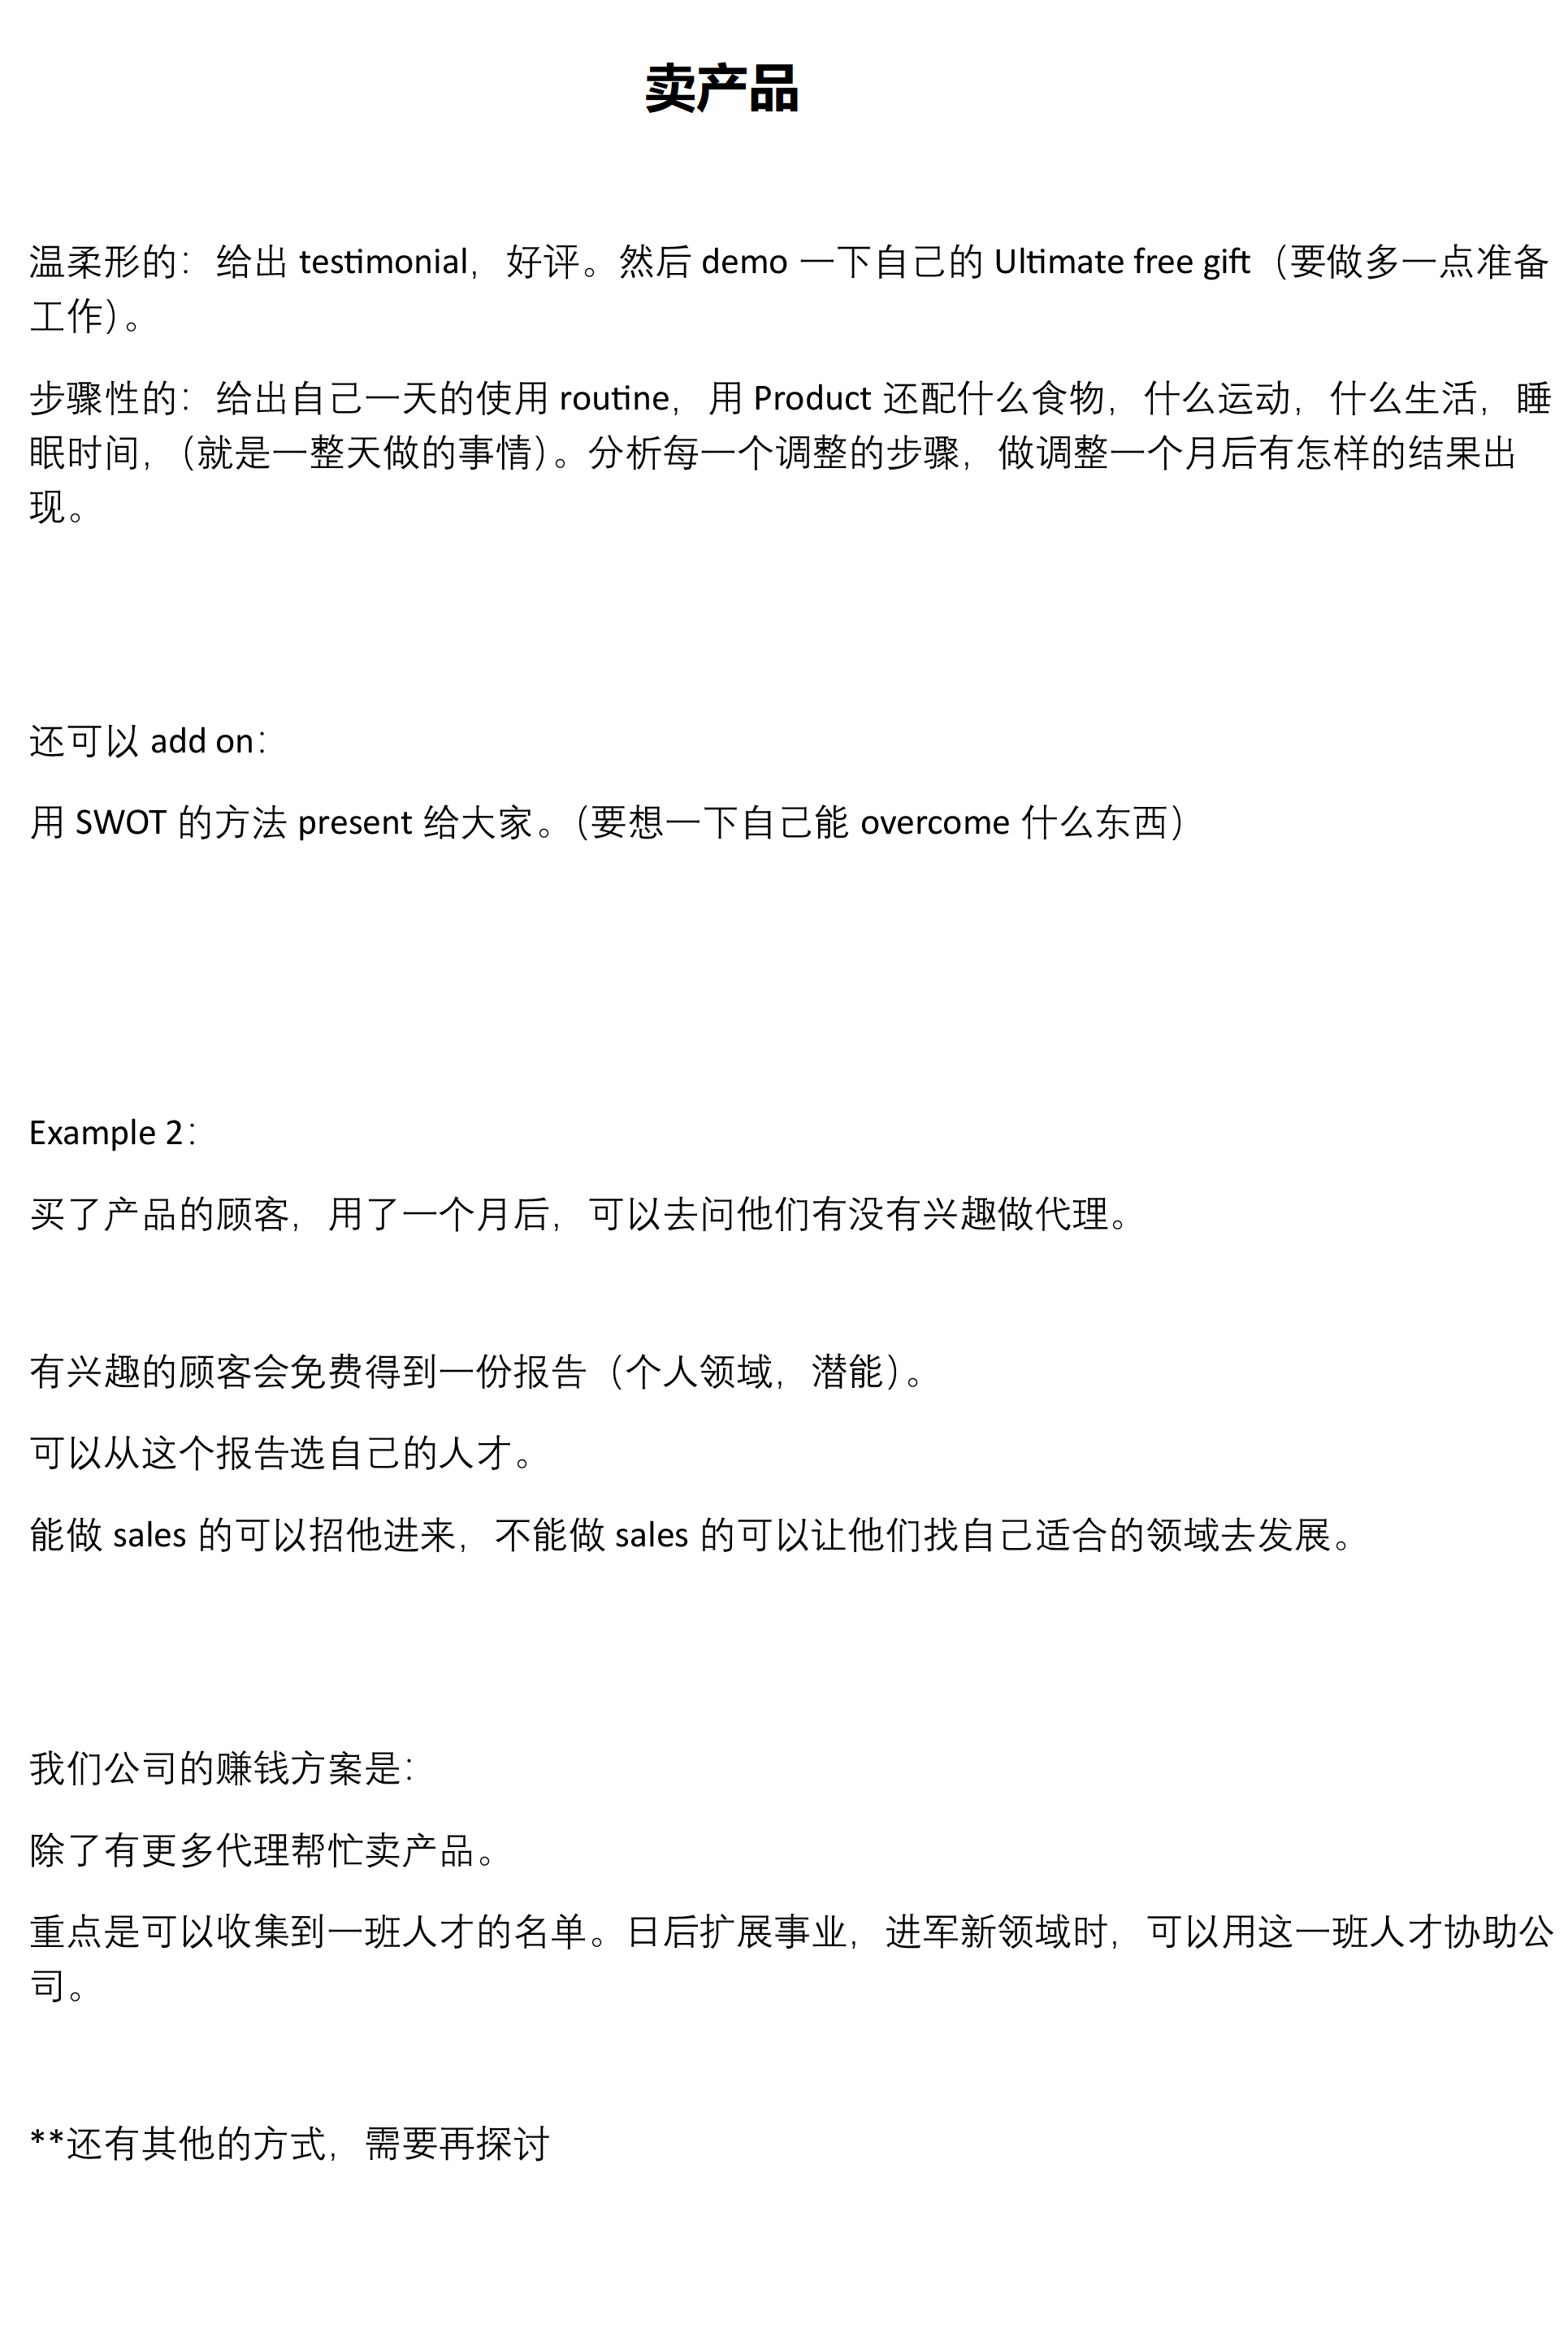 卖产品
温柔形的：给出 testimonial，好评。然后 demo 一下自己的 Ultimate free gift（要做多一点准备
工作）。
步骤性的：给出自己一天的使用 routine，用 Product 还配什么食物，什么运动，什么生活，睡
眠时间，（就是一整天做的事情）。分析每一个调整的步骤，做调整一个月后有怎样的结果出
现。
还可以 add on：
用 SWOT 的方法 present 给大家。（要想一下自己能 overcome 什么东西）
Example 2：
买了产品的顾客，用了一个月后，可以去问他们有没有兴趣做代理。
有兴趣的顾客会免费得到一份报告（个人领域，潜能）。
可以从这个报告选自己的人才。
能做 sales 的可以招他进来，不能做 sales 的可以让他们找自己适合的领域去发展。
我们公司的赚钱方案是：
除了有更多代理帮忙卖产品。
重点是可以收集到一班人才的名单。日后扩展事业，进军新领域时，可以用这一班人才协助公
司。
**还有其他的方式，需要再探讨